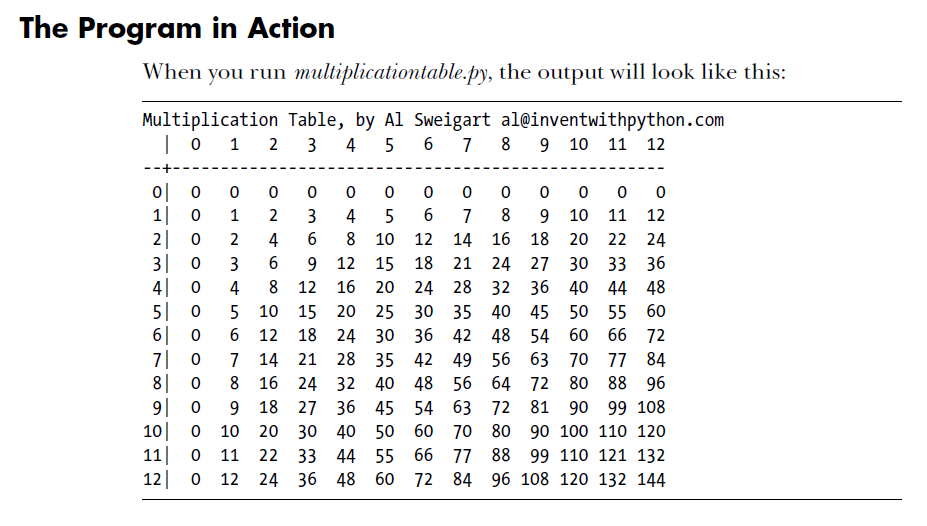 The Program in Action
When you run multiplicationtable.py, the output will look like this:
Multiplication Table, by Al Sweigart al@inventwithpython.com
  |  0   1   2   3   4   5   6   7   8   9  10  11  12
--+---------------------------------------------------
 0|  0   0   0   0   0   0   0   0   0   0   0   0   0
 1|  0   1   2   3   4   5   6   7   8   9  10  11  12
 2|  0   2   4   6   8  10  12  14  16  18  20  22  24
 3|  0   3   6   9  12  15  18  21  24  27  30  33  36
 4|  0   4   8  12  16  20  24  28  32  36  40  44  48
 5|  0   5  10  15  20  25  30  35  40  45  50  55  60
 6|  0   6  12  18  24  30  36  42  48  54  60  66  72
 7|  0   7  14  21  28  35  42  49  56  63  70  77  84
 8|  0   8  16  24  32  40  48  56  64  72  80  88  96
 9|  0   9  18  27  36  45  54  63  72  81  90  99 108
10|  0  10  20  30  40  50  60  70  80  90 100 110 120
11|  0  11  22  33  44  55  66  77  88  99 110 121 132
12|  0  12  24  36  48  60  72  84  96 108 120 132 144